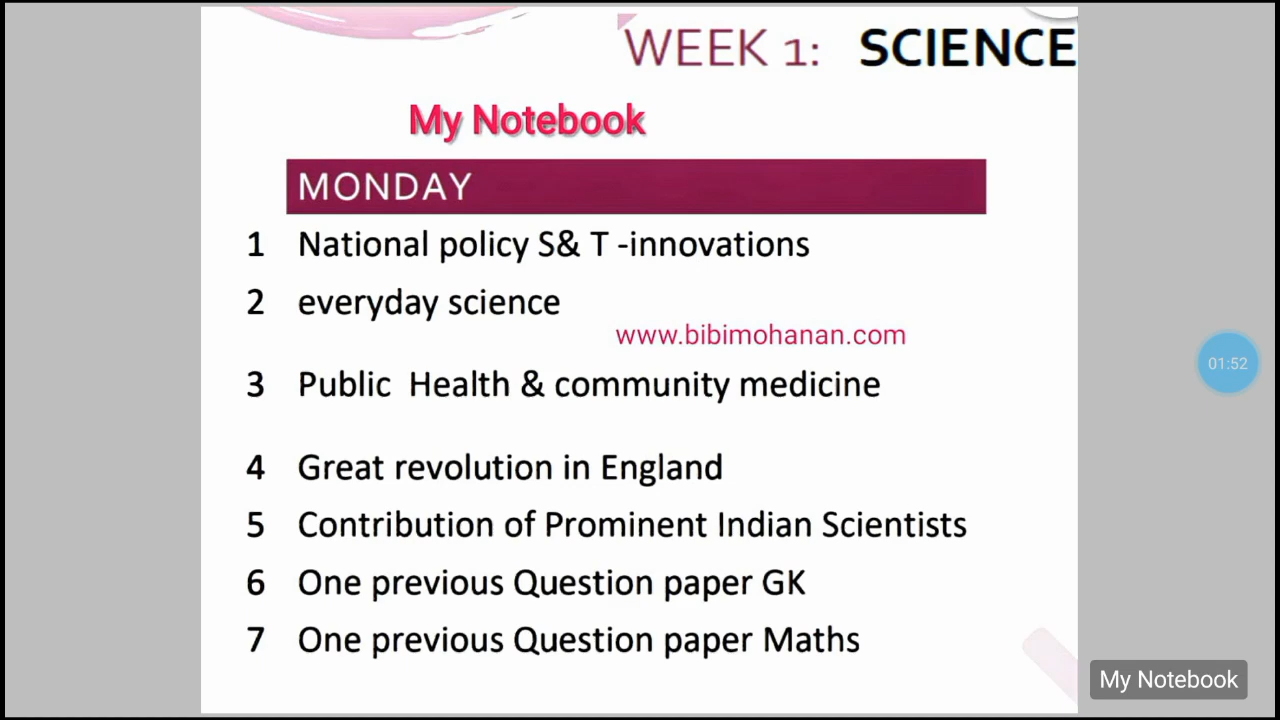 WEEK 1: SCIENCE
My Notebook
MONDAY
1 National policy S& T -innovations
2 everyday science
www.bibimohanan.com
3 Public Health & community medicine
4 Great revolution in England
5 Contribution of Prominent Indian Scientists
6 One previous Question paper GK
7 One previous Question paper Maths
01:52
My Notebook